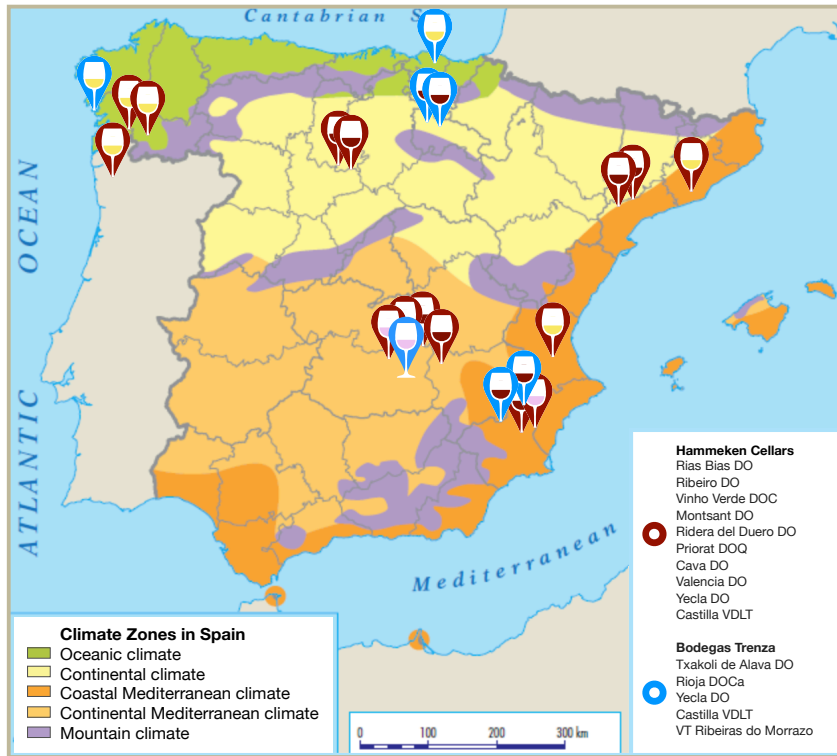 Cantabrian S
OCEAN
ATLANTIC
Mediterranean
Hammeken Cellars
Rias Bias DO
Ribeiro DO
Vinho Verde DOC
Montsant DO
Ridera del Duero DO
Priorat DOQ
Cava DO
Valencia DO
Yecla DO
Castilla VDLT
Bodegas Trenza
Txakoli de Alava DO
Rioja DOCa
Yecla DO
Castilla VDLT
VT Ribeiras do Morrazo
Climate Zones in Spain
Oceanic climate
Continental climate
Coastal Mediterranean climate
Continental Mediterranean climate
Mountain climate
0 100 200 300 km